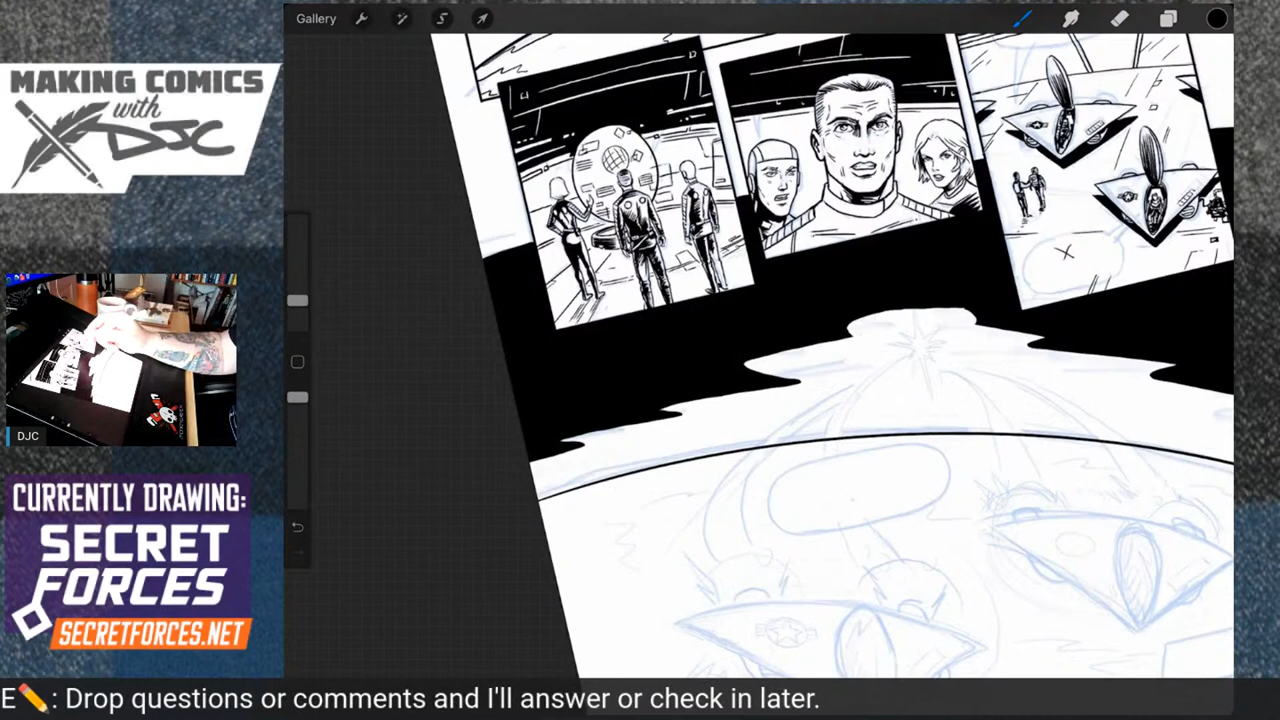 Gallery
MAKING COMICS
with
DJC
DJC
CURRENTLY DRAWING:
SECRET
FORCES
SECRETFORCES.NET
E✏️: Drop questions or comments and I'll answer or check in later.